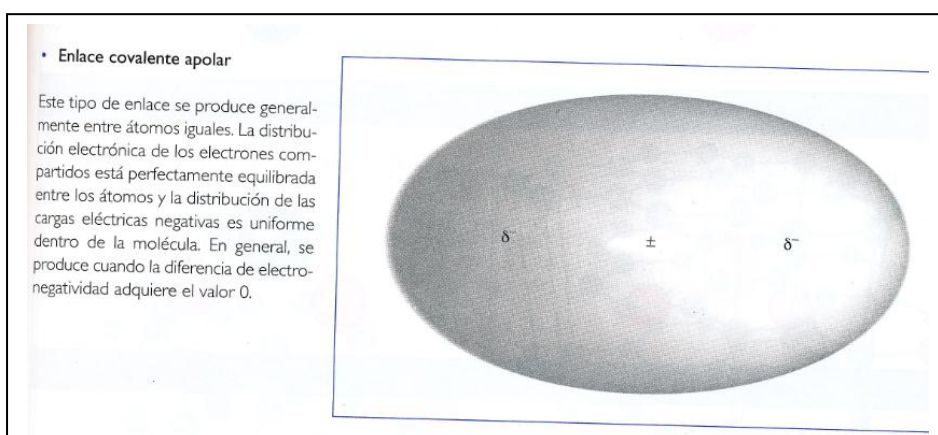 • Enlace covalente apolar
Este tipo de enlace se produce general-
mente entre átomos iguales. La distribu-
ción electrónica de los electrones com-
partidos está perfectamente equilibrada
entre los átomos y la distribución de las
cargas eléctricas negativas es uniforme
dentro de la molécula. En general, se
produce cuando la diferencia de electro-
negatividad adquiere el valor 0.
δ⁻ ± δ⁻